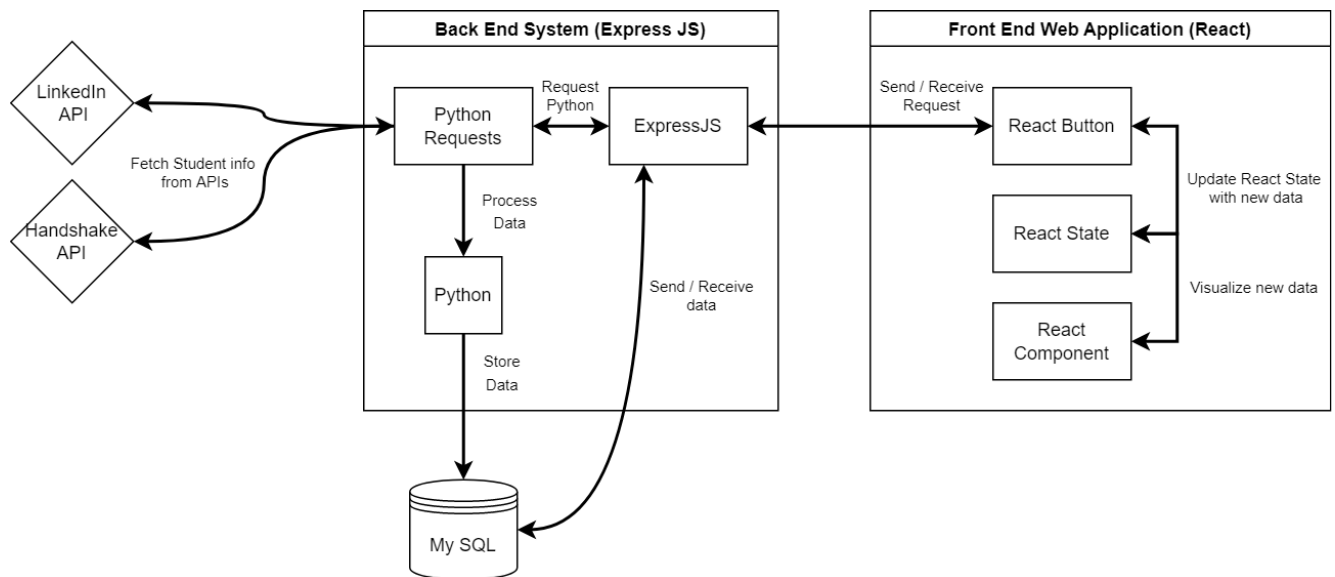 Back End System (Express JS)
Front End Web Application (React)
LinkedIn
API
Handshake
API
Fetch Student info
from APIs
Python
Requests
Request
Python
ExpressJS
Process
Data
Python
Store
Data
My SQL
Send / Receive
data
Send / Receive
Request
React Button
Update React State
with new data
React State
Visualize new data
React
Component